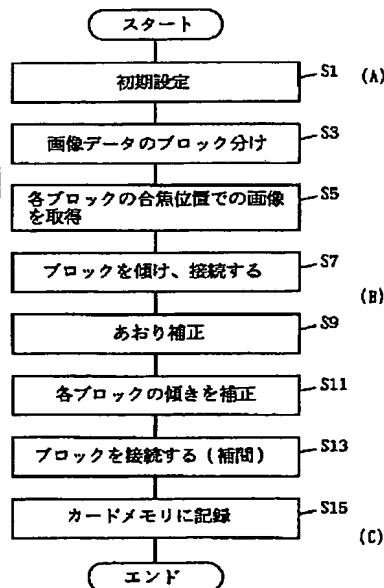 スタート
初期設定
S1
(A)
画像データのブロック分け
S3
各ブロックの合焦位置での画像
を取得
S5
ブロックを傾け、接続する
S7
(B)
あおり補正
S9
各ブロックの傾きを補正
S11
ブロックを接続する(補間)
S13
カードメモリに記録
S15
(C)
エンド